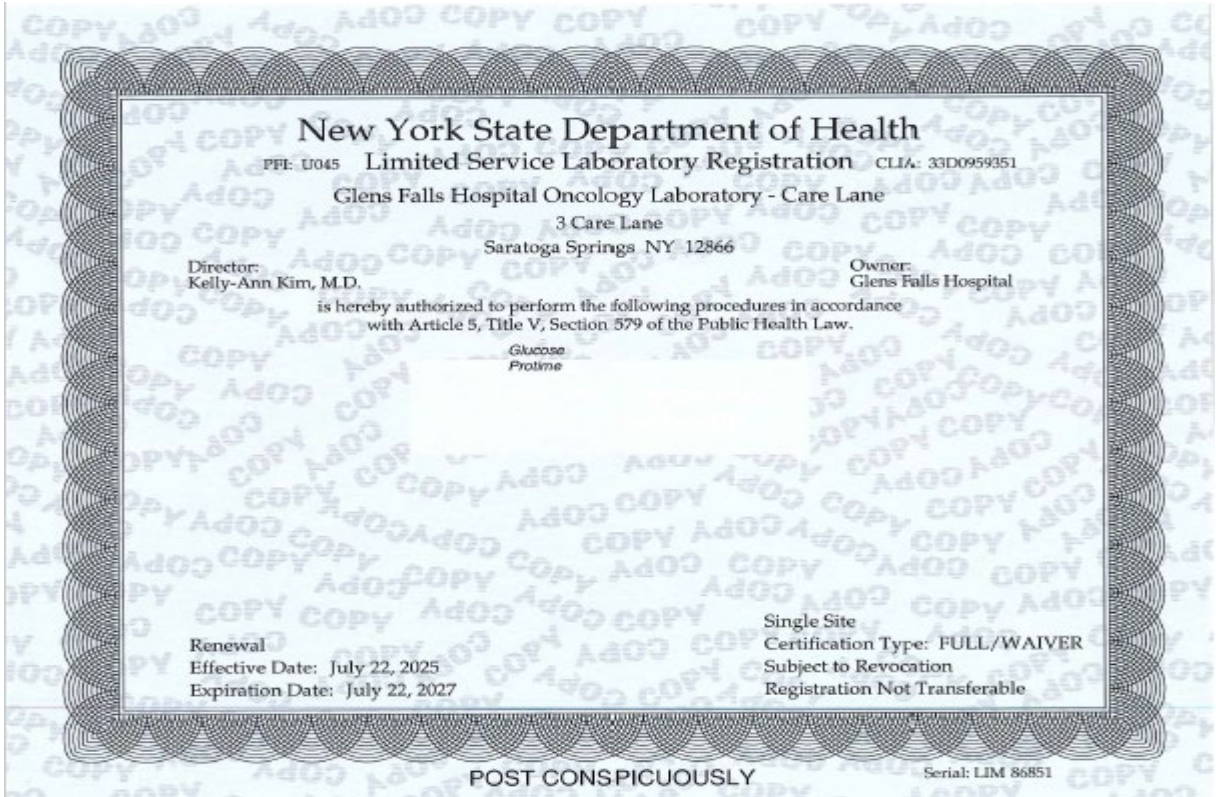 New York State Department of Health
PFI: U045 Limited Service Laboratory Registration CLIA: 33D0959351
Glens Falls Hospital Oncology Laboratory - Care Lane
3 Care Lane
Saratoga Springs NY 12866
Director:
Kelly-Ann Kim, M.D.
Owner:
Glens Falls Hospital
is hereby authorized to perform the following procedures in accordance
with Article 5, Title V, Section 579 of the Public Health Law.
Glucose
Protime
Renewal
Effective Date: July 22, 2025
Expiration Date: July 22, 2027
Single Site
Certification Type: FULL/WAIVER
Subject to Revocation
Registration Not Transferable
POST CONSPICUOUSLY
Serial: LIM 86851
COPY